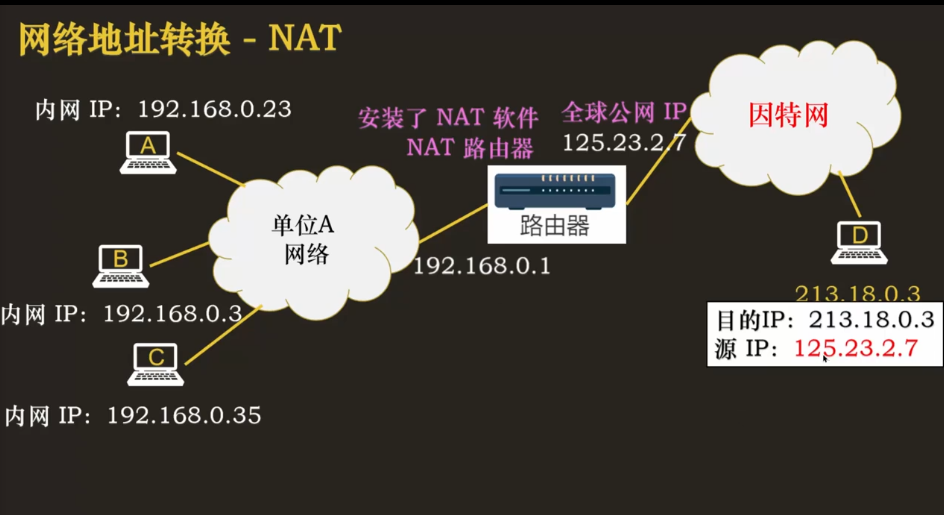 网络地址转换 - NAT
内网 IP：192.168.0.23
安装了 NAT 软件
NAT 路由器
全球公网 IP
125.23.2.7
因特网
A
单位A
网络
路由器
192.168.0.1
B
内网 IP：192.168.0.3
C
内网 IP：192.168.0.35
D
213.18.0.3
目的IP：213.18.0.3
源 IP：125.23.2.7